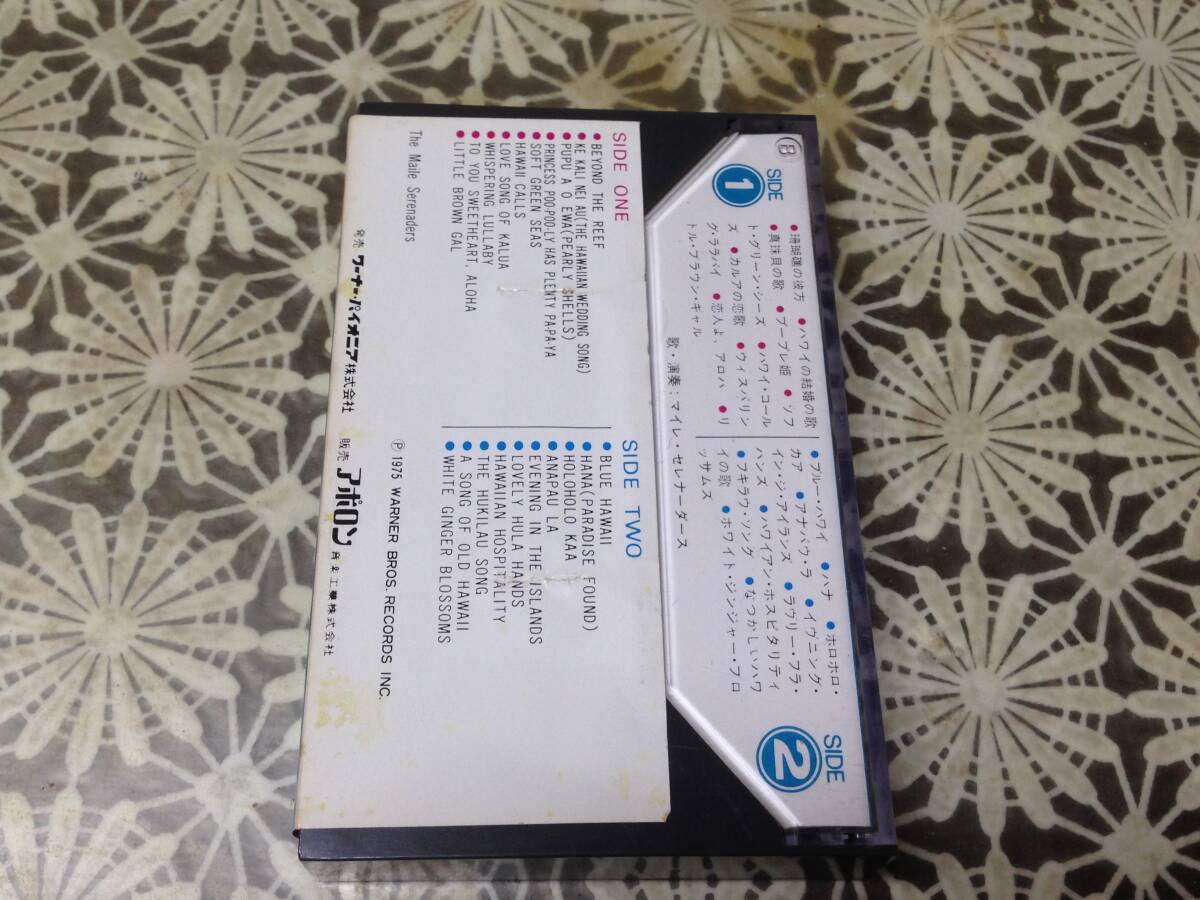 Ⓑ
SIDE 1
●珊瑚礁の彼方 ●ハワイの結婚の歌
●真珠貝の歌 ●プープレ姫 ●ソフ
ト・グリーン・シーズ ●ハワイ・コール
ズ ●カルアの恋歌 ●ウィスパリン
グ・ララバイ ●恋人よ、アロハ ●リ
トル・ブラウン・ギャル
●ブルー・ハワイ ●ハナ ●ホロホロ・
カア ●アナパウ・ラ ●イヴニング・
イン・ジ・アイランズ ●ラヴリー・フラ・
ハンズ ●ハワイアン・ホスピタリティ
●フキラウ・ソング ●なつかしいハワ
イの歌 ●ホワイト・ジンジャー・ブロ
ッサムズ
SIDE 2
歌・演奏：マイレ・セレナーダース
SIDE ONE
●BEYOND THE REEF
●KE KALI NEI AU(THE HAWAIIAN WEDDING SONG)
●PUPU A O EWA(PEARLY SHELLS)
●PRINCESS POO-POO-LY HAS PLENTY PA-PA-YA
●SOFT GREEN SEAS
●HAWAII CALLS
●LOVE SONG OF KALUA
●WHISPERING LULLABY
●TO YOU SWEETHEART, ALOHA
●LITTLE BROWN GAL
SIDE TWO
●BLUE HAWAII
●HANA(PARADISE FOUND)
●HOLOHOLO KAA
●ANAPAU LA
●EVENING IN THE ISLANDS
●LOVELY HULA HANDS
●HAWAIIAN HOSPITALITY
●THE HUKILAU SONG
●A SONG OF OLD HAWAII
●WHITE GINGER BLOSSOMS
The Maile Serenaders
Ⓟ 1975 WARNER BROS. RECORDS INC.
発売 ワーナー・パイオニア株式会社 販売 アポロン 音楽工業株式会社